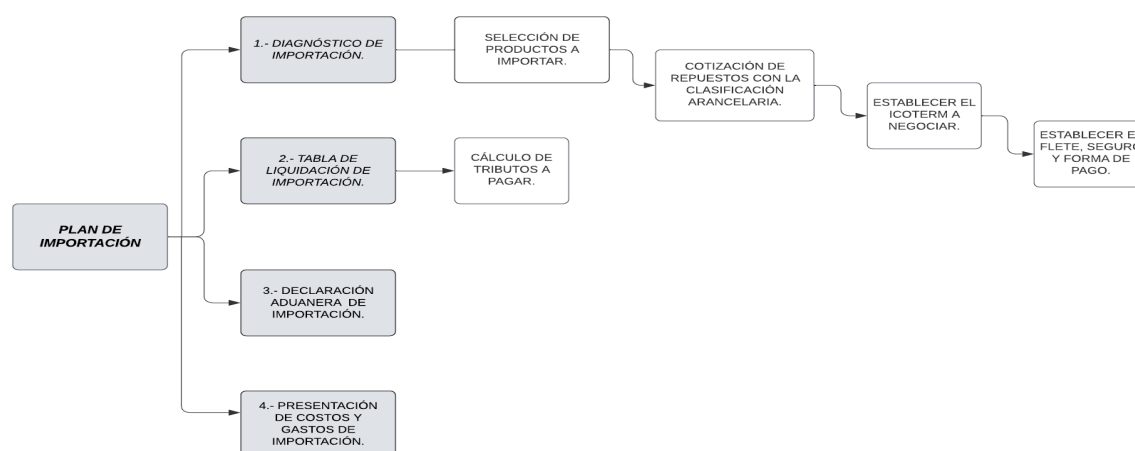 1.- DIAGNÓSTICO DE
IMPORTACIÓN.
SELECCIÓN DE
PRODUCTOS A
IMPORTAR.
COTIZACIÓN DE
REPUESTOS CON LA
CLASIFICACIÓN
ARANCELARIA.
ESTABLECER EL
ICOTERM A
NEGOCIAR.
ESTABLECER
FLETE,
Y FORMA DE
PAGO.
2.- TABLA DE
LIQUIDACIÓN DE
IMPORTACIÓN.
CÁLCULO DE
TRIBUTOS A
PAGAR.
PLAN DE
IMPORTACIÓN
3.- DECLARACIÓN
ADUANERA DE
IMPORTACIÓN.
4.- PRESENTACIÓN
DE COSTOS Y
GASTOS DE
IMPORTACIÓN.